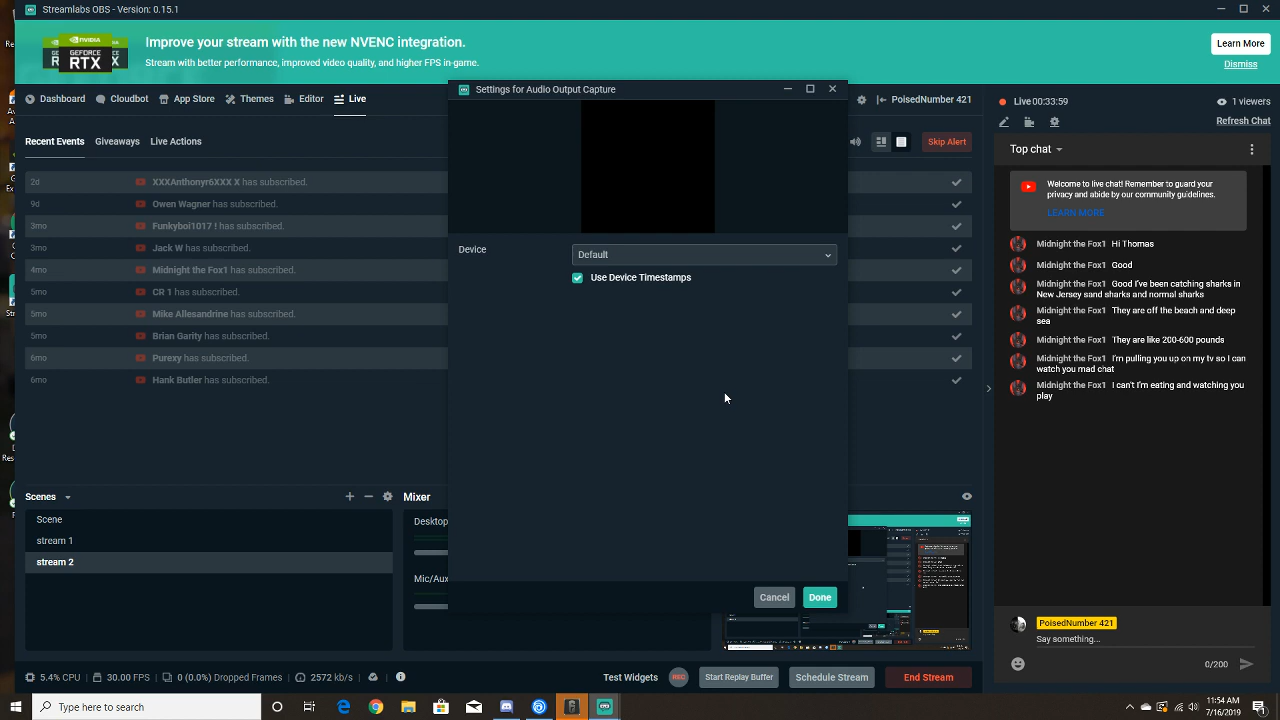 Streamlabs OBS - Version: 0.15.1
NVIDIA
GEFORCE
RTX
Improve your stream with the new NVENC integration.
Stream with better performance, improved video quality, and higher FPS in-game.
Learn More
Dismiss
Dashboard
Cloudbot
App Store
Themes
Editor
Live
PoisedNumber 421
Settings for Audio Output Capture
Live 00:33:59
1 viewers
Refresh Chat
Recent Events
Giveaways
Live Actions
Skip Alert
2d XXXAnthonyr6XXX X has subscribed.
9d Owen Wagner has subscribed.
3mo Funkyboi1017 ! has subscribed.
3mo Jack W has subscribed.
4mo Midnight the Fox1 has subscribed.
5mo CR 1 has subscribed.
5mo Mike Allesandrine has subscribed.
5mo Brian Garity has subscribed.
6mo Purexy has subscribed.
6mo Hank Butler has subscribed.
Device
Default
Use Device Timestamps
Cancel
Done
Top chat
Welcome to live chat! Remember to guard your
privacy and abide by our community guidelines.
LEARN MORE
Midnight the Fox1 Hi Thomas
Midnight the Fox1 Good
Midnight the Fox1 Good I've been catching sharks in
New Jersey sand sharks and normal sharks
Midnight the Fox1 They are off the beach and deep
sea
Midnight the Fox1 They are like 200-600 pounds
Midnight the Fox1 I'm pulling you up on my tv so I can
watch you mad chat
Midnight the Fox1 I can't I'm eating and watching you
play
Scenes
Mixer
Scene
stream 1
stream 2
Desktop
Mic/Aux
PoisedNumber 421
Say something...
0/200
5.4% CPU
30.00 FPS
0 (0.0%) Dropped Frames
2572 kb/s
Test Widgets
REC
Start Replay Buffer
Schedule Stream
End Stream
Type here to search
11:54 AM
7/16/2019
1